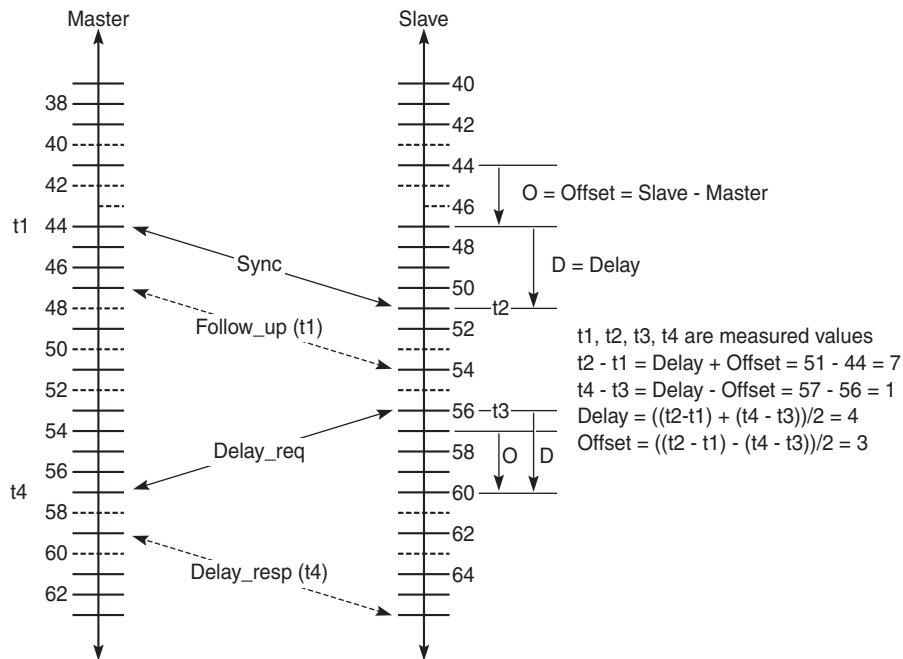 Master
Slave
38
40
42
t1 44
46
48
50
52
54
56
t4
58
60
62
40
42
44
46
48
50
t2
52
54
56 t3
58
60
62
64
O = Offset = Slave - Master
D = Delay
Sync
Follow_up (t1)
Delay_req
Delay_resp (t4)
O
D
t1, t2, t3, t4 are measured values
t2 - t1 = Delay + Offset = 51 - 44 = 7
t4 - t3 = Delay - Offset = 57 - 56 = 1
Delay = ((t2-t1) + (t4 - t3))/2 = 4
Offset = ((t2 - t1) - (t4 - t3))/2 = 3